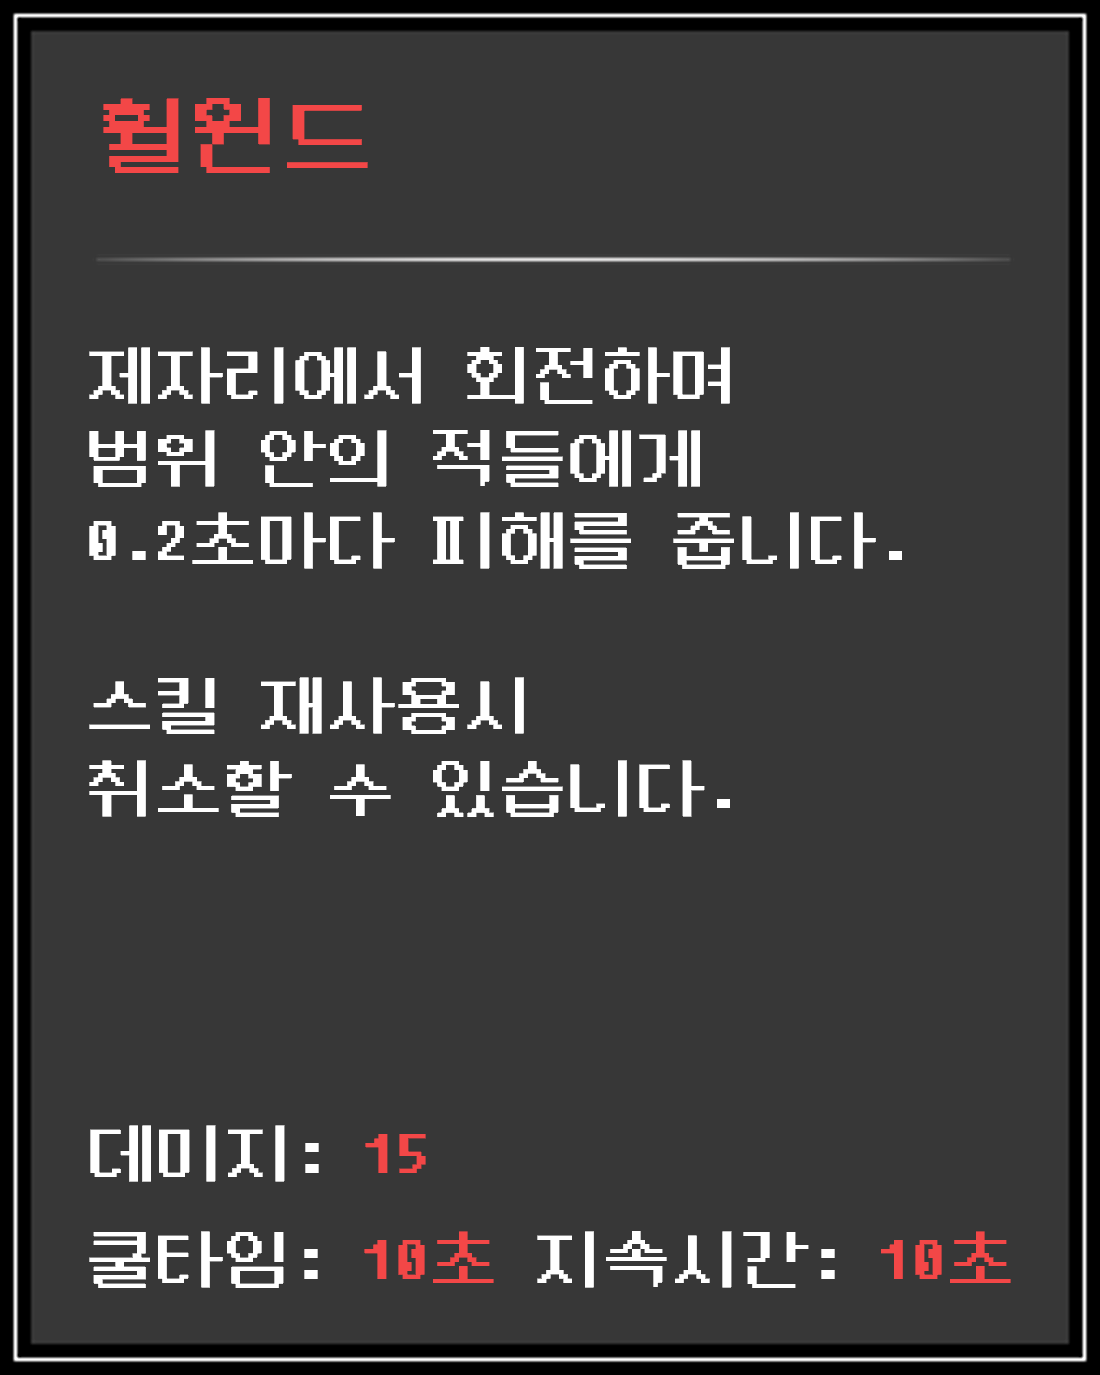 훨윈드
제자리에서 회전하며
범위 안의 적들에게
0.2초마다 피해를 줍니다.
스킬 재사용시
취소할 수 있습니다.
데미지: 15
쿨타임: 10초 지속시간: 10초